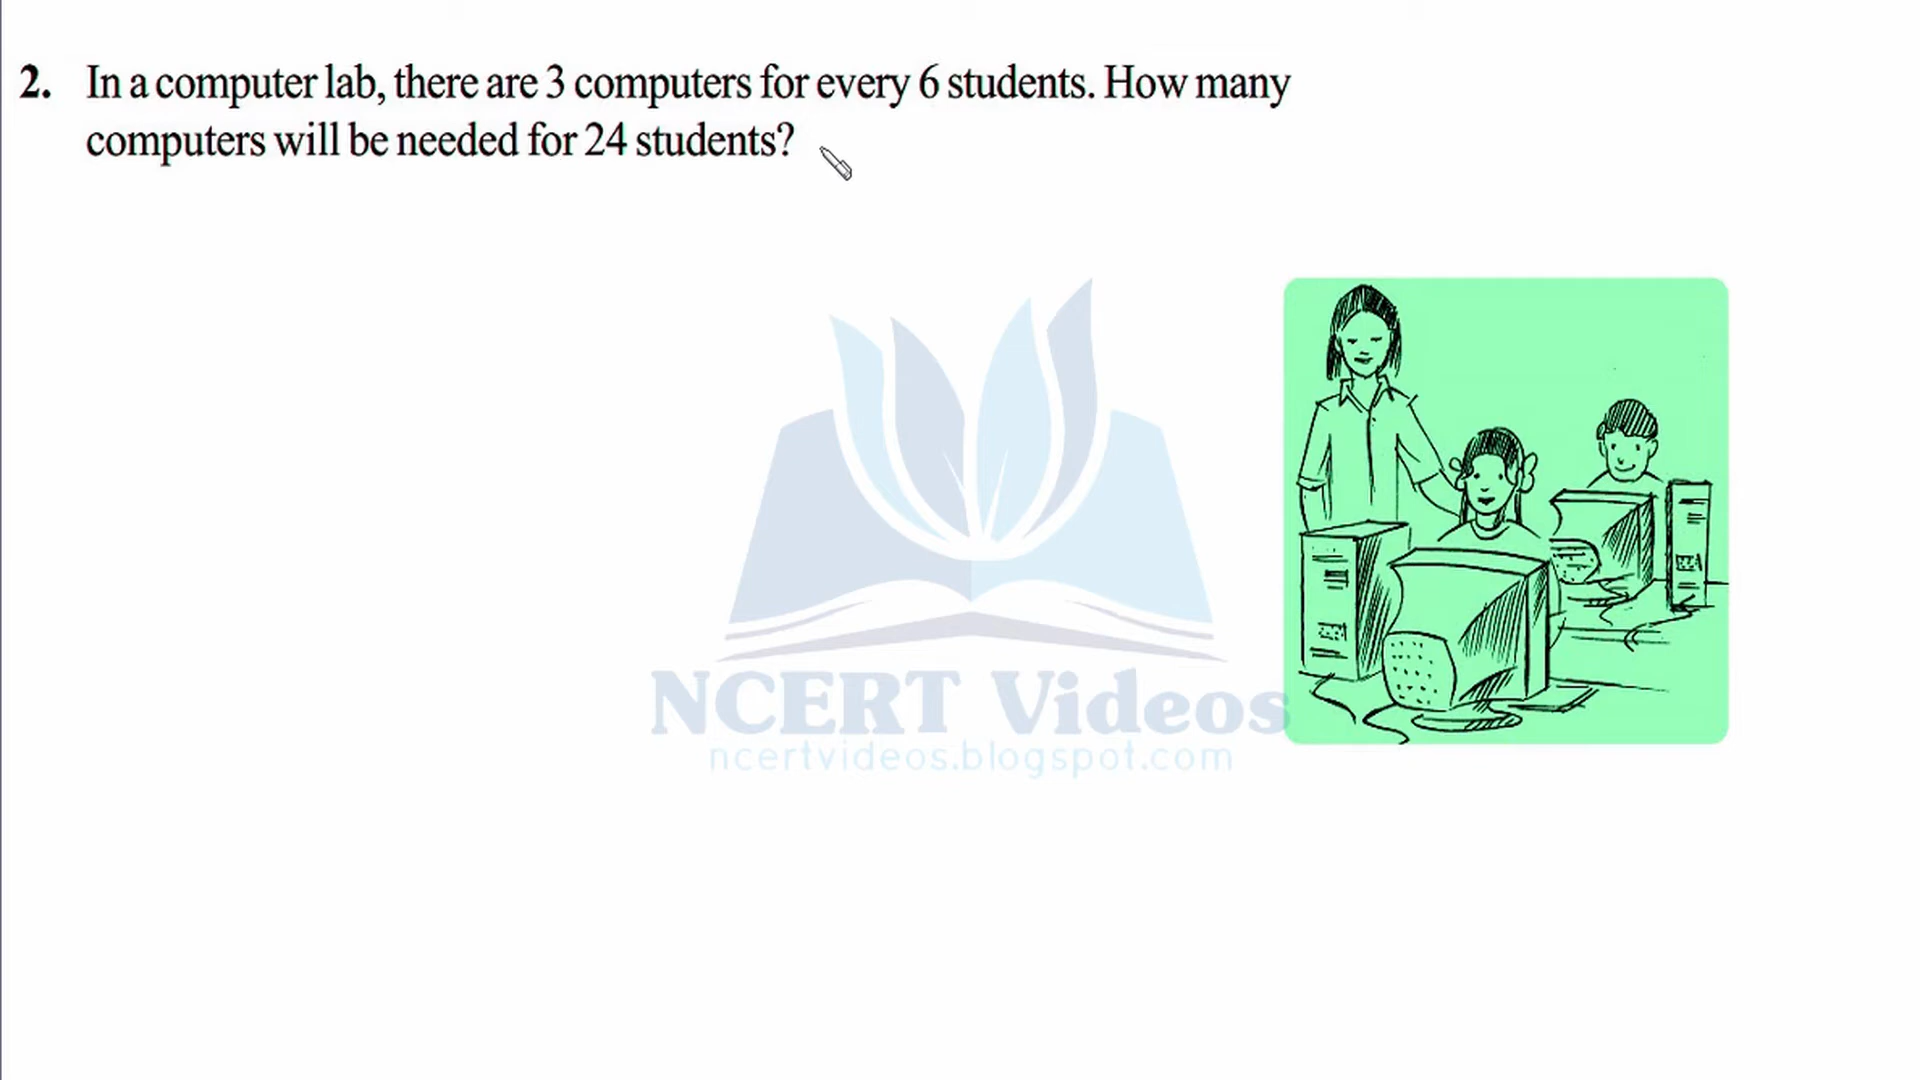 2. In a computer lab, there are 3 computers for every 6 students. How many
computers will be needed for 24 students?
NCERT Videos
ncertvideos.blogspot.com